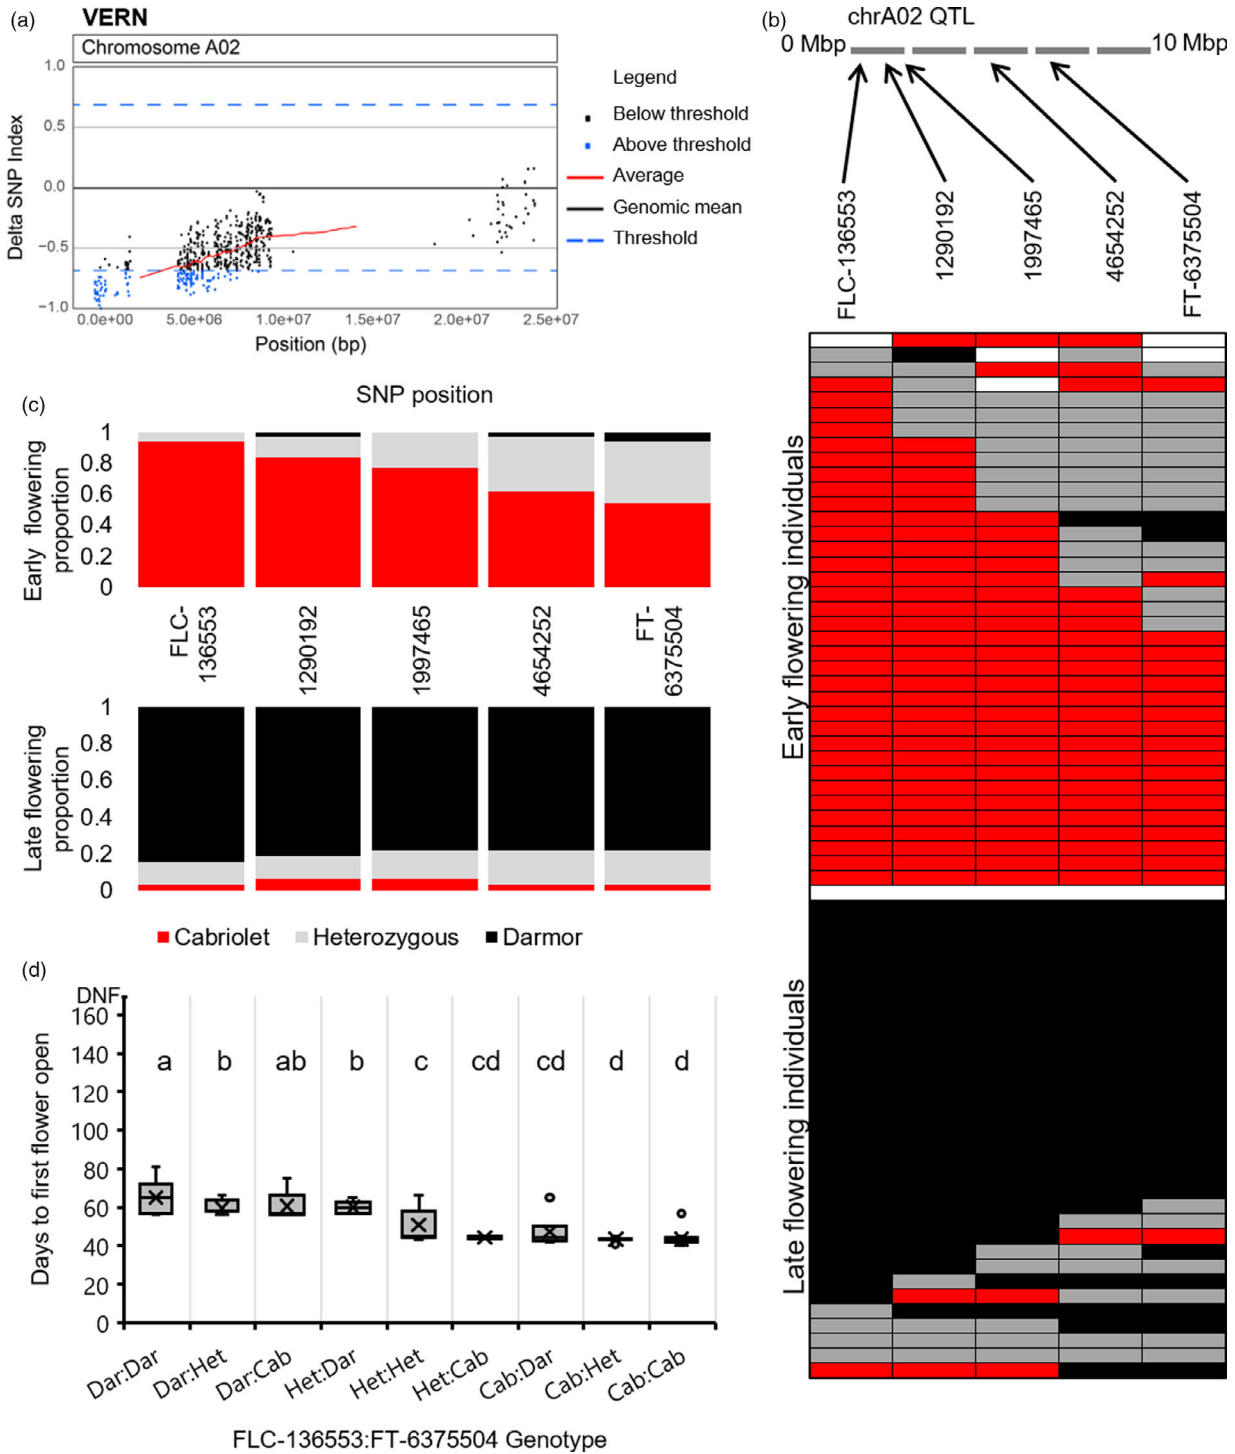 (a)
VERN
Chromosome A02
1.0
0.5
0.0
−0.5
−1.0
Delta SNP Index
0.0e+00
5.0e+06
1.0e+07
1.5e+07
2.0e+07
2.5e+07
Position (bp)
Legend
Below threshold
Above threshold
Average
Genomic mean
Threshold
(b)
chrA02 QTL
0 Mbp
10 Mbp
FLC-136553
1290192
1997465
4654252
FT-6375504
Early flowering individuals
Late flowering individuals
(c)
SNP position
1
0.8
0.6
0.4
0.2
0
Early flowering
proportion
FLC-
136553
1290192
1997465
4654252
FT-
6375504
1
0.8
0.6
0.4
0.2
0
Late flowering
proportion
Cabriolet
Heterozygous
Darmor
(d)
DNF
160
140
120
100
80
60
40
20
0
Days to first flower open
a
b
ab
b
c
cd
cd
d
d
Dar:Dar
Dar:Het
Dar:Cab
Het:Dar
Het:Het
Het:Cab
Cab:Dar
Cab:Het
Cab:Cab
FLC-136553:FT-6375504 Genotype